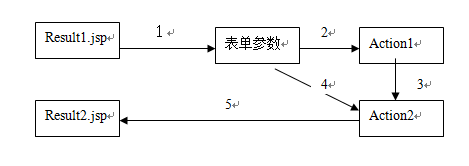 Result1.jsp
1
表单参数
2
Action1
4
3
Result2.jsp
5
Action2